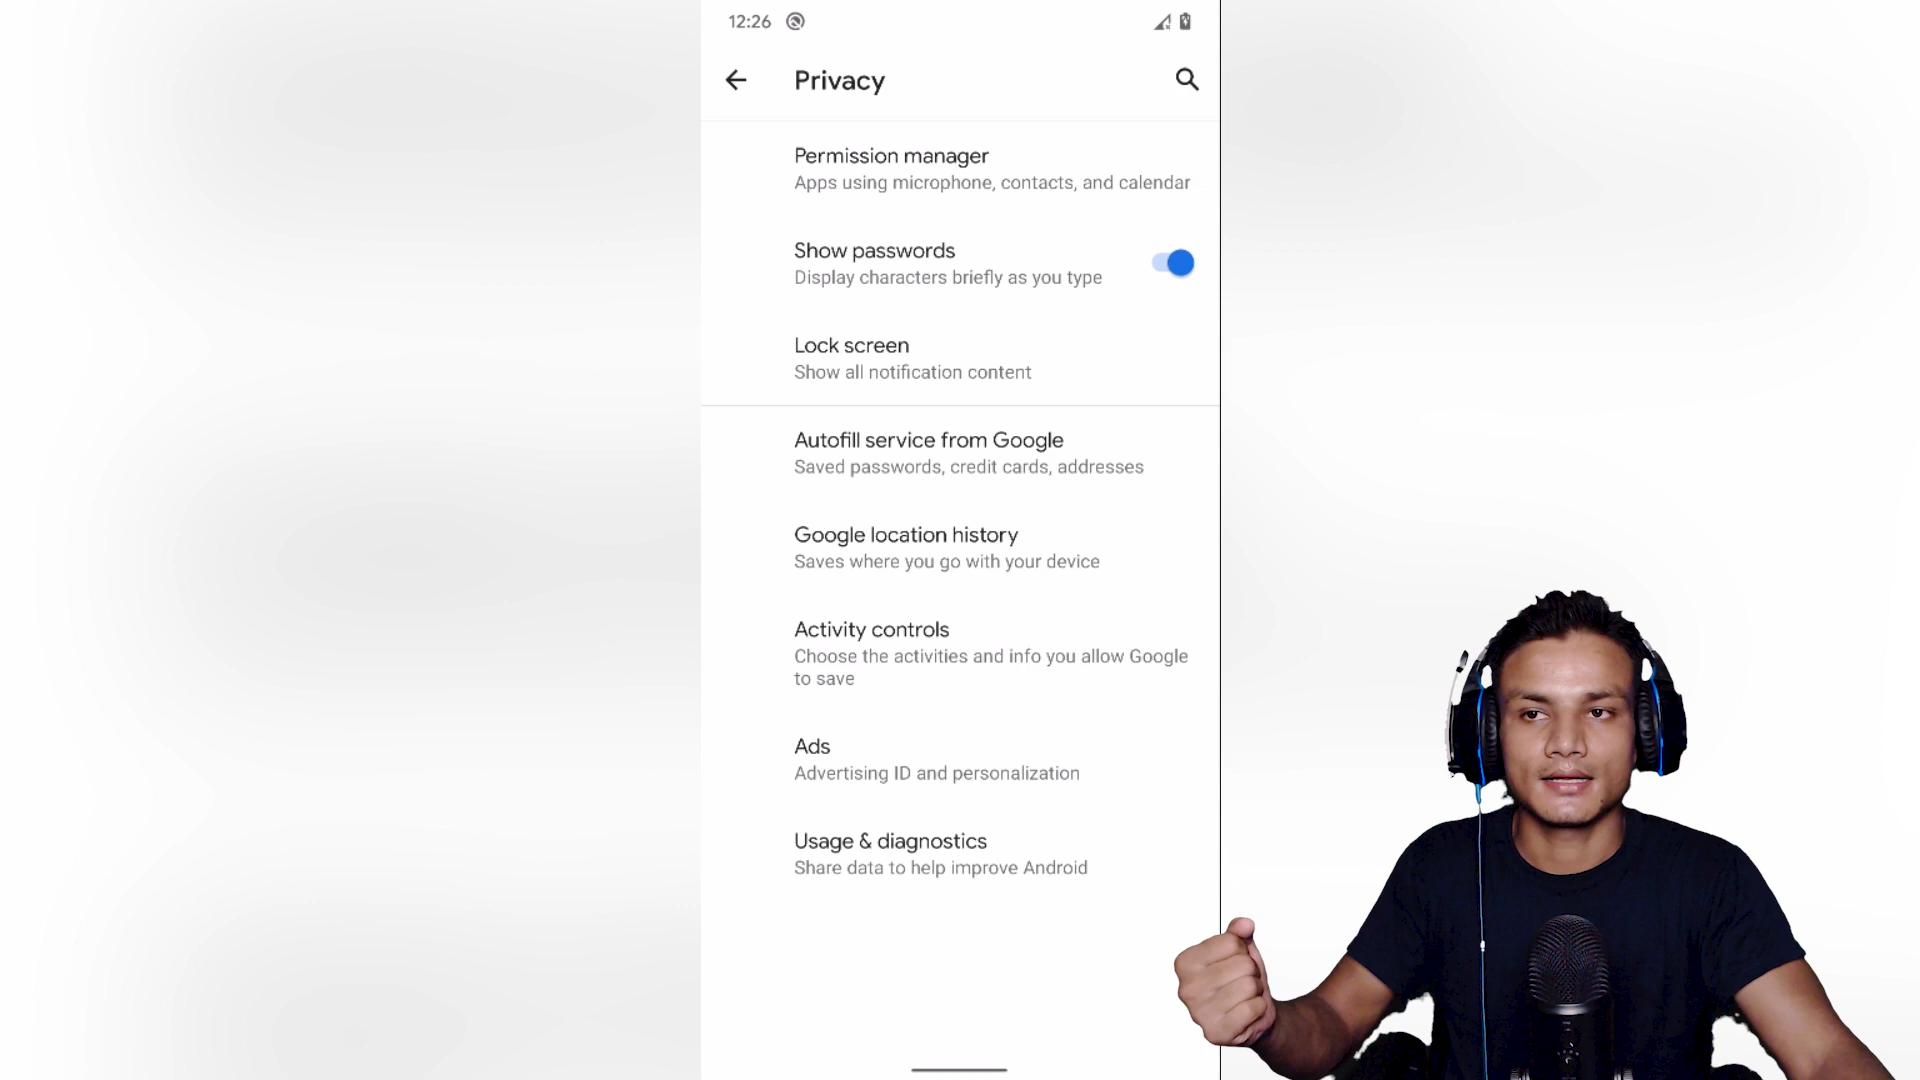 12:26
Privacy
Permission manager
Apps using microphone, contacts, and calendar
Show passwords
Display characters briefly as you type
Lock screen
Show all notification content
Autofill service from Google
Saved passwords, credit cards, addresses
Google location history
Saves where you go with your device
Activity controls
Choose the activities and info you allow Google
to save
Ads
Advertising ID and personalization
Usage & diagnostics
Share data to help improve Android